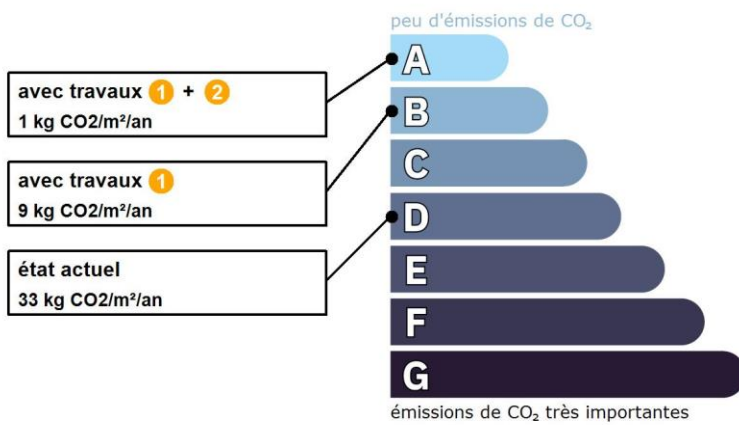 peu d'émissions de CO₂
A
avec travaux 1 + 2
1 kg CO2/m²/an
B
C
avec travaux 1
9 kg CO2/m²/an
D
état actuel
33 kg CO2/m²/an
E
F
G
émissions de CO₂ très importantes